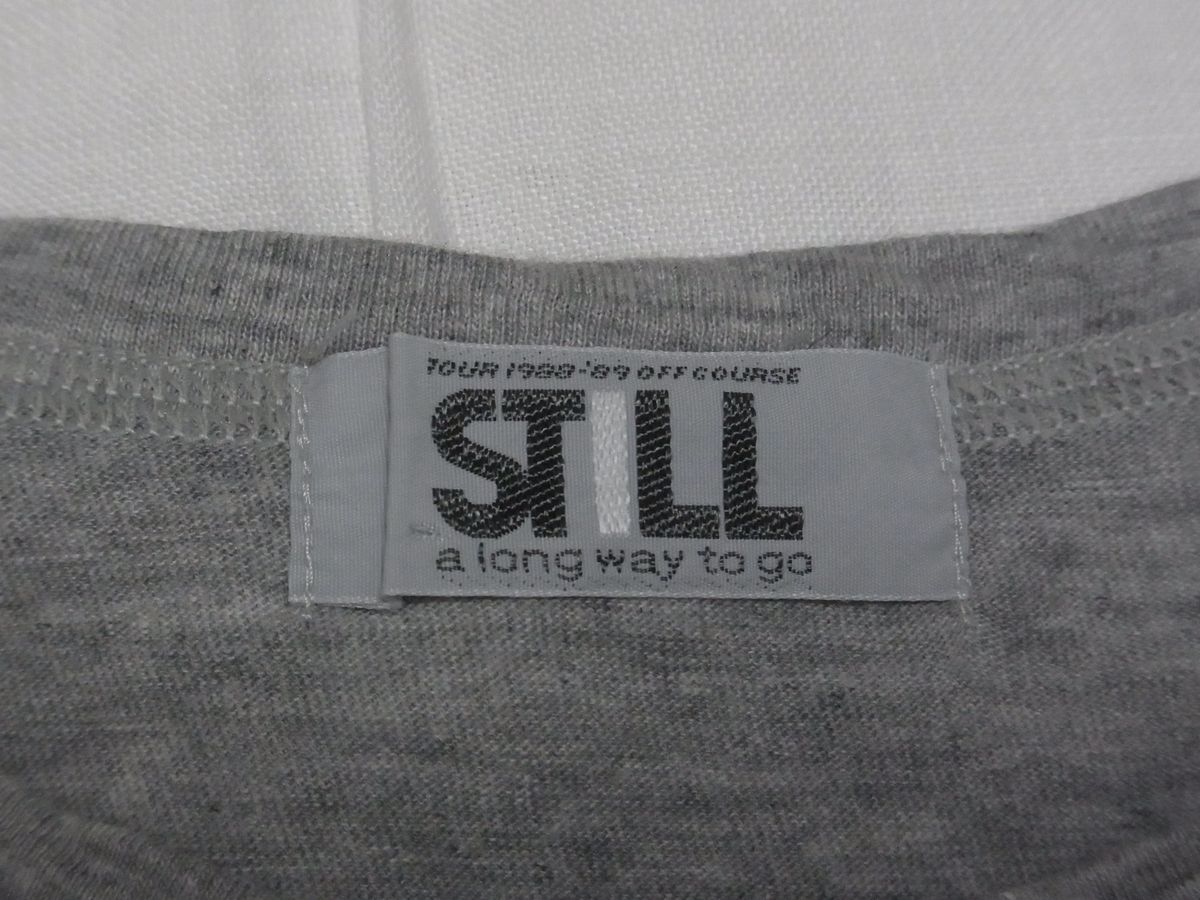 TOUR 1988-'89 OFF COURSE
STILL
a long way to go